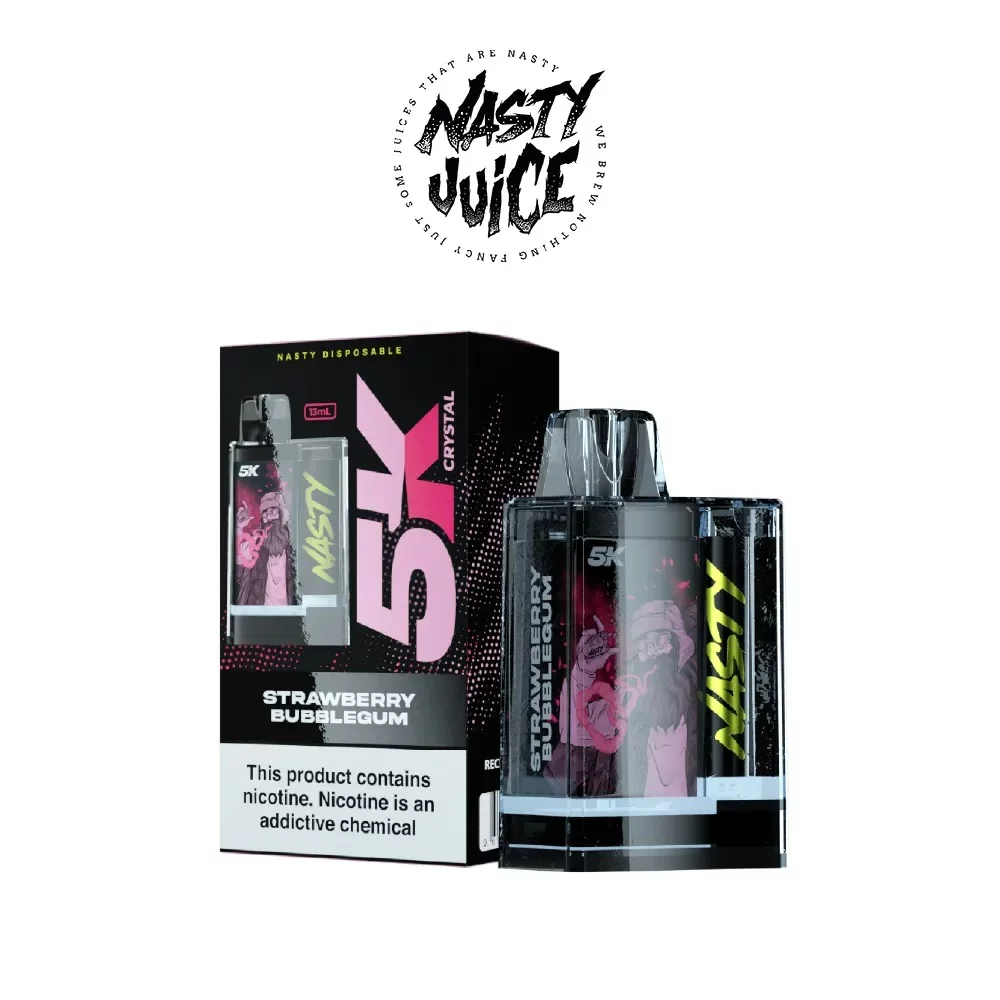 JUST SOME JUICES THAT ARE NASTY
WE BREW NOTHING FANCY
NASTY
JUICE
NASTY DISPOSABLE
13mL
5K
CRYSTAL
5K
NASTY
STRAWBERRY
BUBBLEGUM
This product contains
nicotine. Nicotine is an
addictive chemical
5K
STRAWBERRY
BUBBLEGUM
NASTY
NASTY